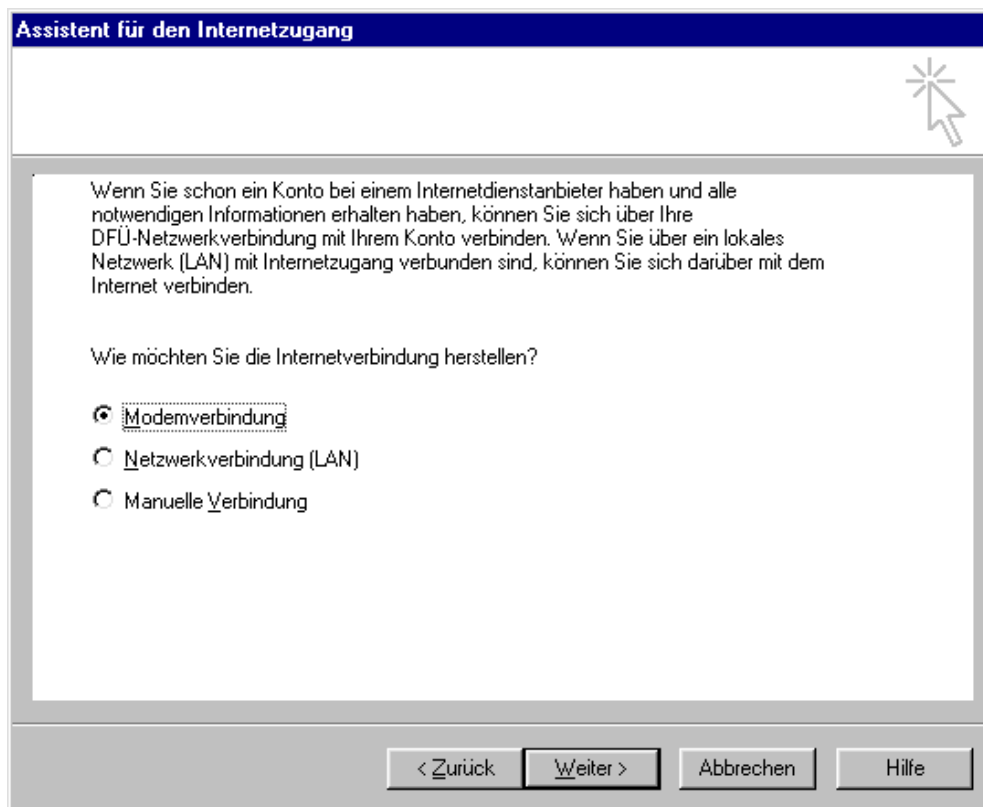 Assistent für den Internetzugang
Wenn Sie schon ein Konto bei einem Internetdienstanbieter haben und alle
notwendigen Informationen erhalten haben, können Sie sich über Ihre
DFÜ-Netzwerkverbindung mit Ihrem Konto verbinden. Wenn Sie über ein lokales
Netzwerk (LAN) mit Internetzugang verbunden sind, können Sie sich darüber mit dem
Internet verbinden.
Wie möchten Sie die Internetverbindung herstellen?
Modemverbindung
Netzwerkverbindung (LAN)
Manuelle Verbindung
< Zurück Weiter > Abbrechen Hilfe